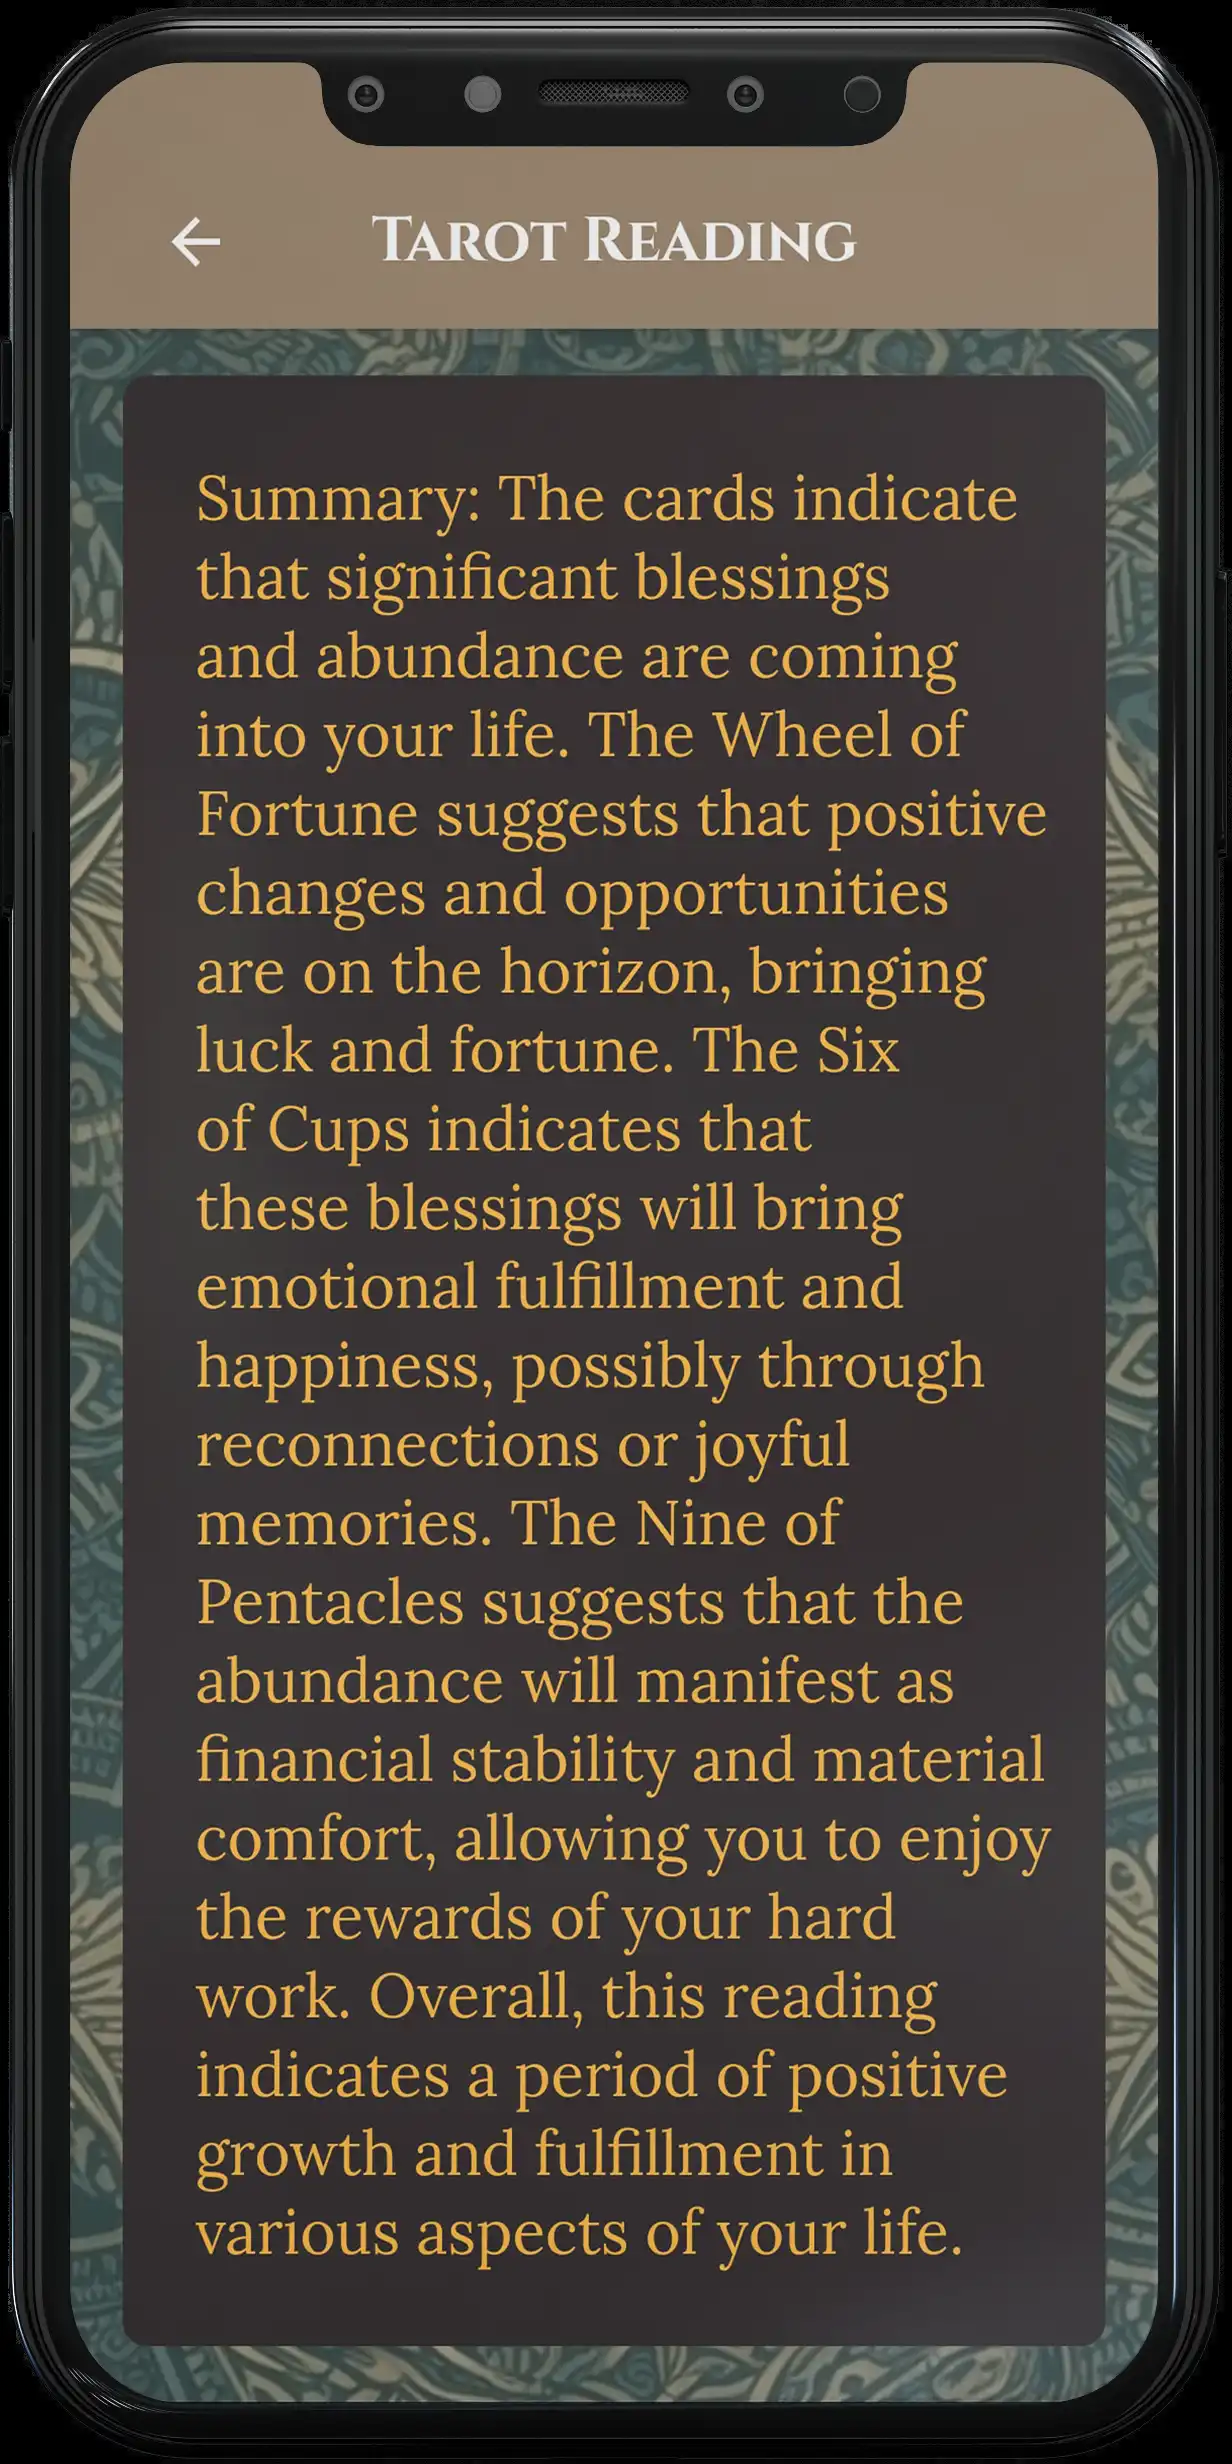 Tarot Reading
Summary: The cards indicate
that significant blessings
and abundance are coming
into your life. The Wheel of
Fortune suggests that positive
changes and opportunities
are on the horizon, bringing
luck and fortune. The Six
of Cups indicates that
these blessings will bring
emotional fulfillment and
happiness, possibly through
reconnections or joyful
memories. The Nine of
Pentacles suggests that the
abundance will manifest as
financial stability and material
comfort, allowing you to enjoy
the rewards of your hard
work. Overall, this reading
indicates a period of positive
growth and fulfillment in
various aspects of your life.